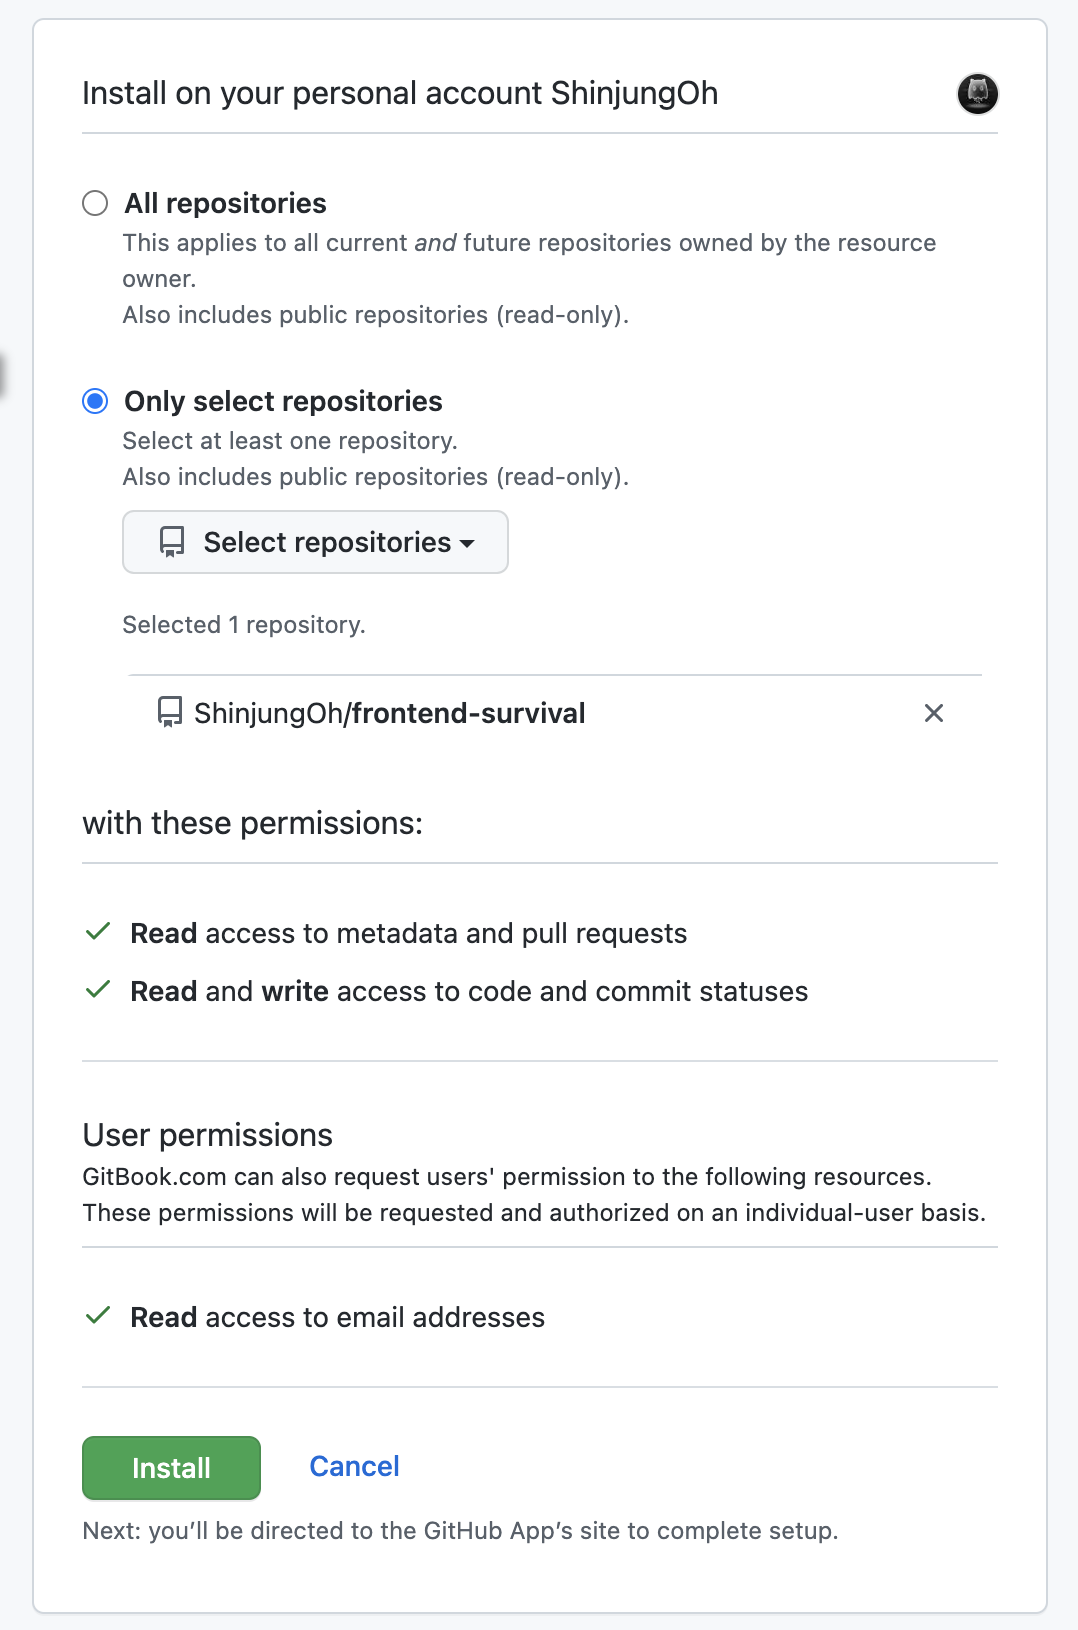 Install on your personal account ShinjungOh
All repositories
This applies to all current and future repositories owned by the resource
owner.
Also includes public repositories (read-only).
Only select repositories
Select at least one repository.
Also includes public repositories (read-only).
Select repositories
Selected 1 repository.
ShinjungOh/frontend-survival
with these permissions:
Read access to metadata and pull requests
Read and write access to code and commit statuses
User permissions
GitBook.com can also request users' permission to the following resources.
These permissions will be requested and authorized on an individual-user basis.
Read access to email addresses
Install Cancel
Next: you’ll be directed to the GitHub App’s site to complete setup.